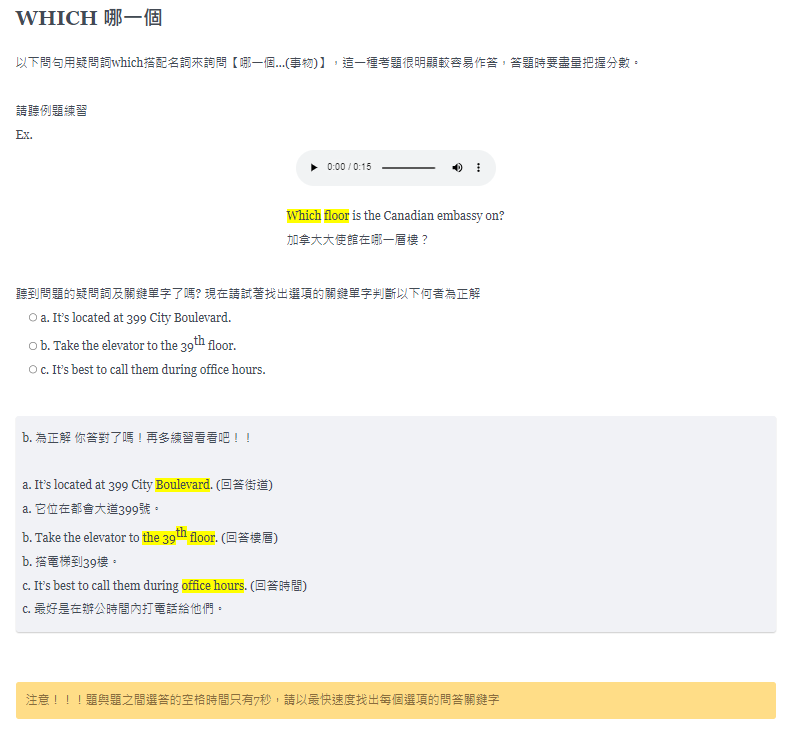 WHICH 哪一個
以下問句用疑問詞which搭配名詞來詢問【哪一個...(事物)】，這一種考題很明顯較容易作答，答題時要盡量把握分數。
請聽例題練習
Ex.
0:00 / 0:15
Which floor is the Canadian embassy on?
加拿大大使館在哪一層樓？
聽到問題的疑問詞及關鍵單字了嗎? 現在請試著找出選項的關鍵單字判斷以下何者為正解
a. It’s located at 399 City Boulevard.
b. Take the elevator to the 39th floor.
c. It’s best to call them during office hours.
b. 為正解 你答對了嗎！再多練習看看吧！！
a. It’s located at 399 City Boulevard. (回答街道)
a. 它位在都會大道399號。
b. Take the elevator to the 39th floor. (回答樓層)
b. 搭電梯到39樓。
c. It’s best to call them during office hours. (回答時間)
c. 最好是在辦公時間內打電話給他們。
注意！！！題與題之間選答的空格時間只有7秒，請以最快速度找出每個選項的問答關鍵字